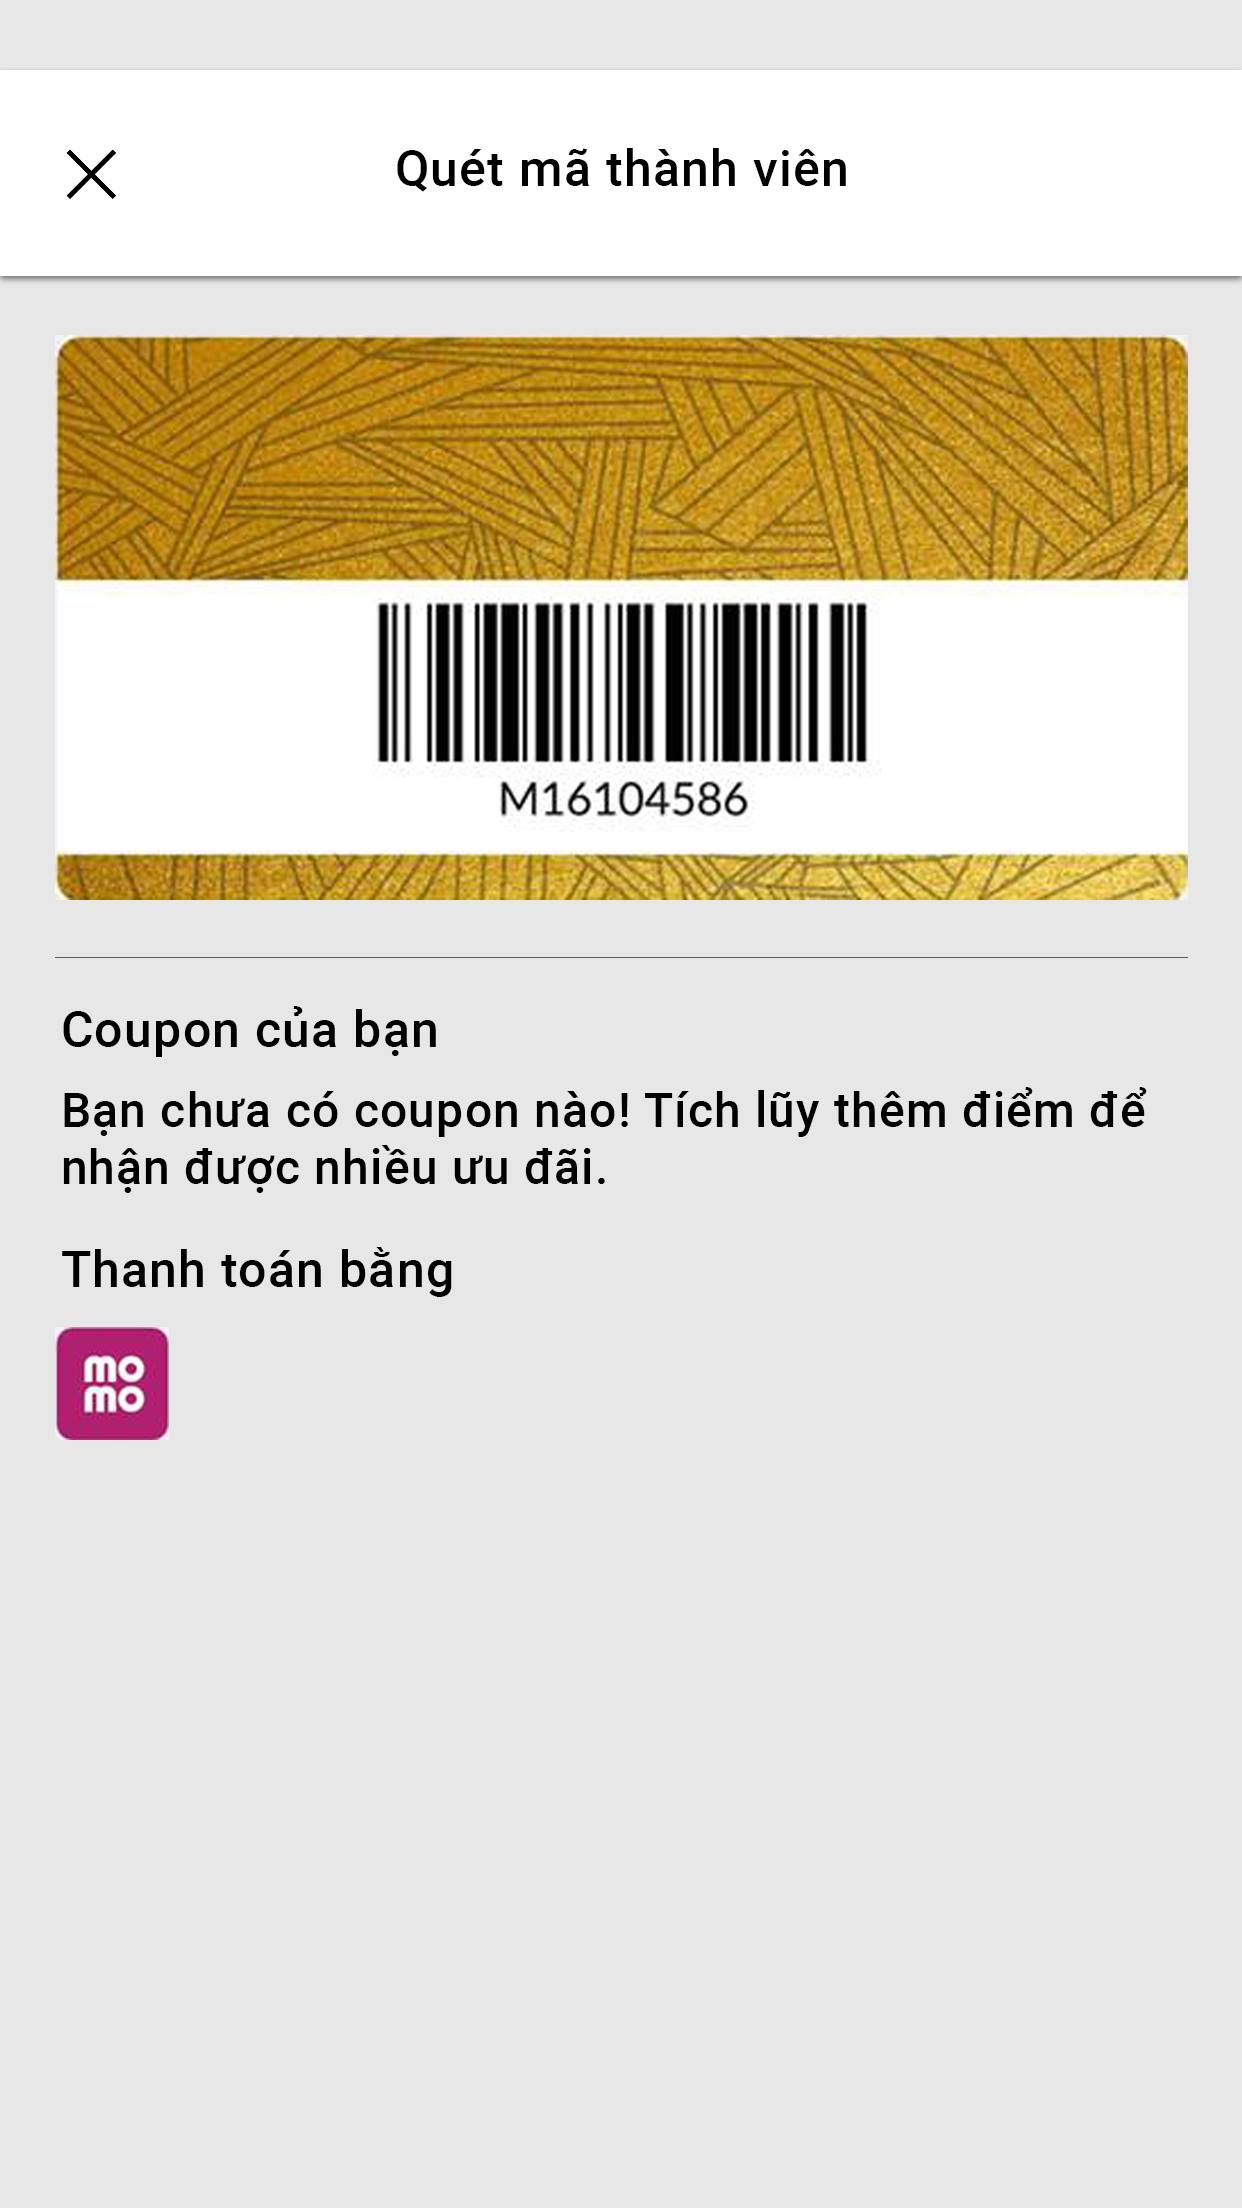 Quét mã thành viên
M16104586
Coupon của bạn
Bạn chưa có coupon nào! Tích lũy thêm điểm để
nhận được nhiều ưu đãi.
Thanh toán bằng
mo
mo